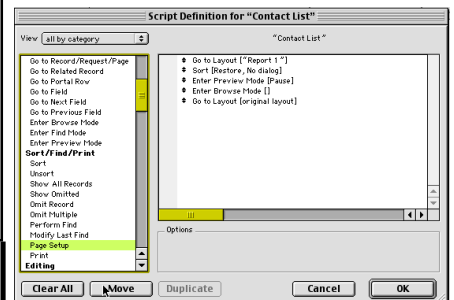 Script Definition for "Contact List"
View all by category
"Contact List"
Go to Record/Request/Page
Go to Related Record
Go to Portal Row
Go to Field
Go to Next Field
Go to Previous Field
Enter Browse Mode
Enter Find Mode
Enter Preview Mode
Sort/Find/Print
Sort
Unsort
Show All Records
Show Omitted
Omit Record
Omit Multiple
Perform Find
Modify Last Find
Page Setup
Print
Editing
Go to Layout ["Report 1"]
Sort [Restore, No dialog]
Enter Preview Mode [Pause]
Enter Browse Mode []
Go to Layout [original layout]
Options
Clear All
Move
Duplicate
Cancel
OK